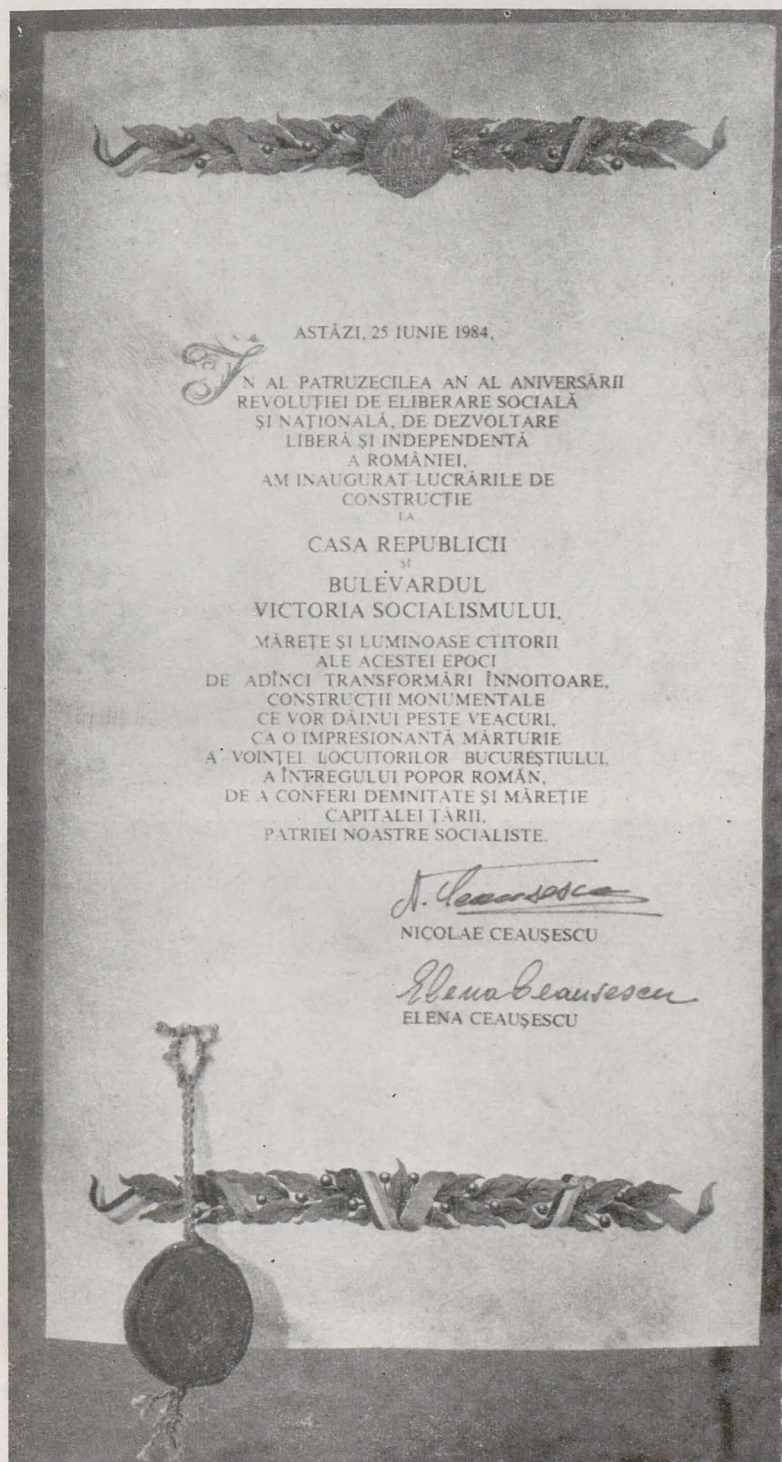 ASTĂZI, 25 IUNIE 1984,
ÎN AL PATRUZECILEA AN AL ANIVERSĂRII
REVOLUȚIEI DE ELIBERARE SOCIALĂ
ȘI NAȚIONALĂ, DE DEZVOLTARE
LIBERĂ ȘI INDEPENDENTĂ
A ROMÂNIEI,
AM INAUGURAT LUCRĂRILE DE
CONSTRUCȚIE
LA
CASA REPUBLICII
ȘI
BULEVARDUL
VICTORIA SOCIALISMULUI,
MĂREȚE ȘI LUMINOASE CTITORII
ALE ACESTEI EPOCI
DE ADÎNCI TRANSFORMĂRI ÎNNOITOARE,
CONSTRUCȚII MONUMENTALE
CE VOR DĂINUI PESTE VEACURI,
CA O IMPRESIONANTĂ MĂRTURIE
A VOINȚEI LOCUITORILOR BUCUREȘTIULUI,
A ÎNTREGULUI POPOR ROMÂN,
DE A CONFERI DEMNITATE ȘI MĂREȚIE
CAPITALEI ȚĂRII,
PATRIEI NOASTRE SOCIALISTE.
N. Ceausescu
NICOLAE CEAUȘESCU
Elena Ceausescu
ELENA CEAUȘESCU